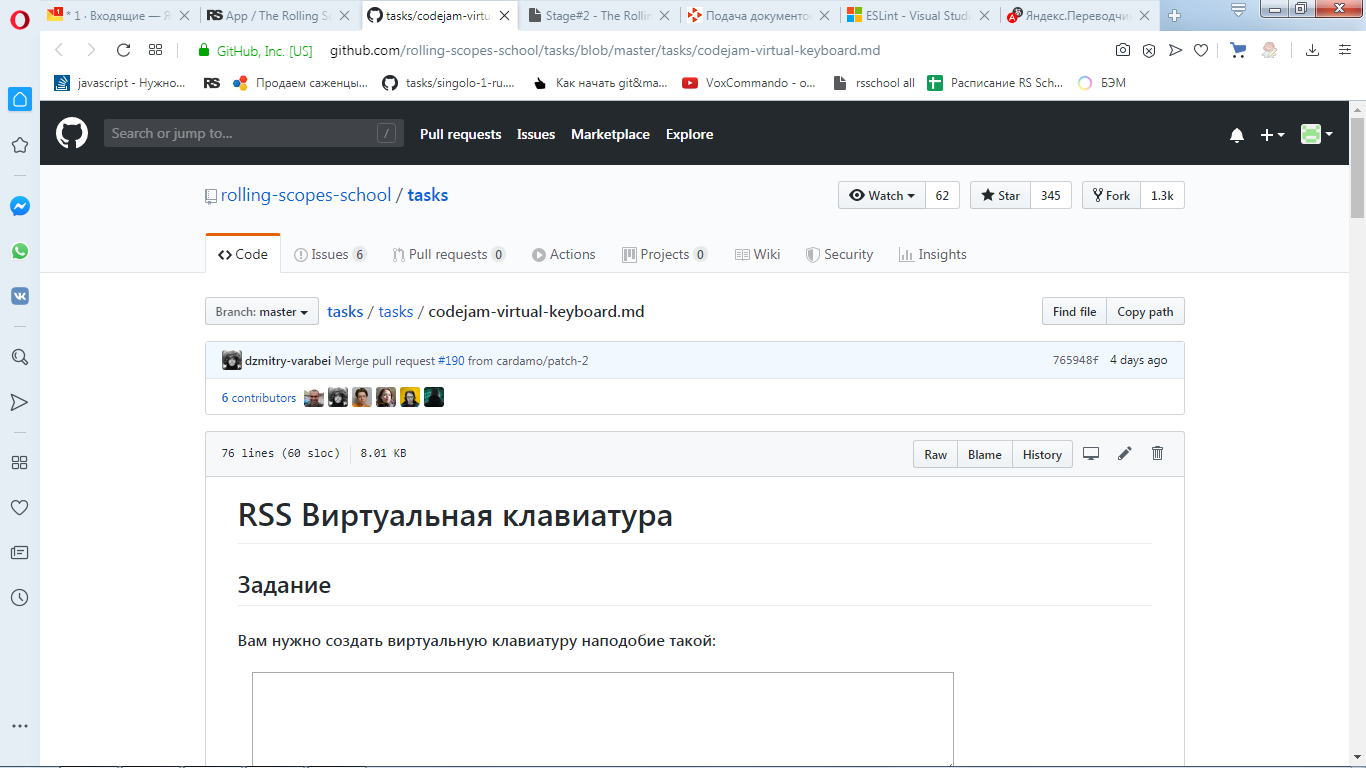 * 1 · Входящие — Я
App / The Rolling Sc
tasks/codejam-virtu
Stage#2 - The Rollin
Подача документов
ESLint - Visual Studi
Яндекс.Переводчик
GitHub, Inc. [US]
github.com/rolling-scopes-school/tasks/blob/master/tasks/codejam-virtual-keyboard.md
javascript - Нужно...
RS
Продаем саженцы...
tasks/singolo-1-ru....
Как начать git&ma...
VoxCommando - o...
rsschool all
Расписание RS Sch...
БЭМ
Search or jump to...
/
Pull requests
Issues
Marketplace
Explore
rolling-scopes-school / tasks
Watch 62
Star 345
Fork 1.3k
Code
Issues 6
Pull requests 0
Actions
Projects 0
Wiki
Security
Insights
Branch: master
tasks / tasks / codejam-virtual-keyboard.md
Find file
Copy path
dzmitry-varabei Merge pull request #190 from cardamo/patch-2
765948f 4 days ago
6 contributors
76 lines (60 sloc) 8.01 KB
Raw
Blame
History
RSS Виртуальная клавиатура
Задание
Вам нужно создать виртуальную клавиатуру наподобие такой: